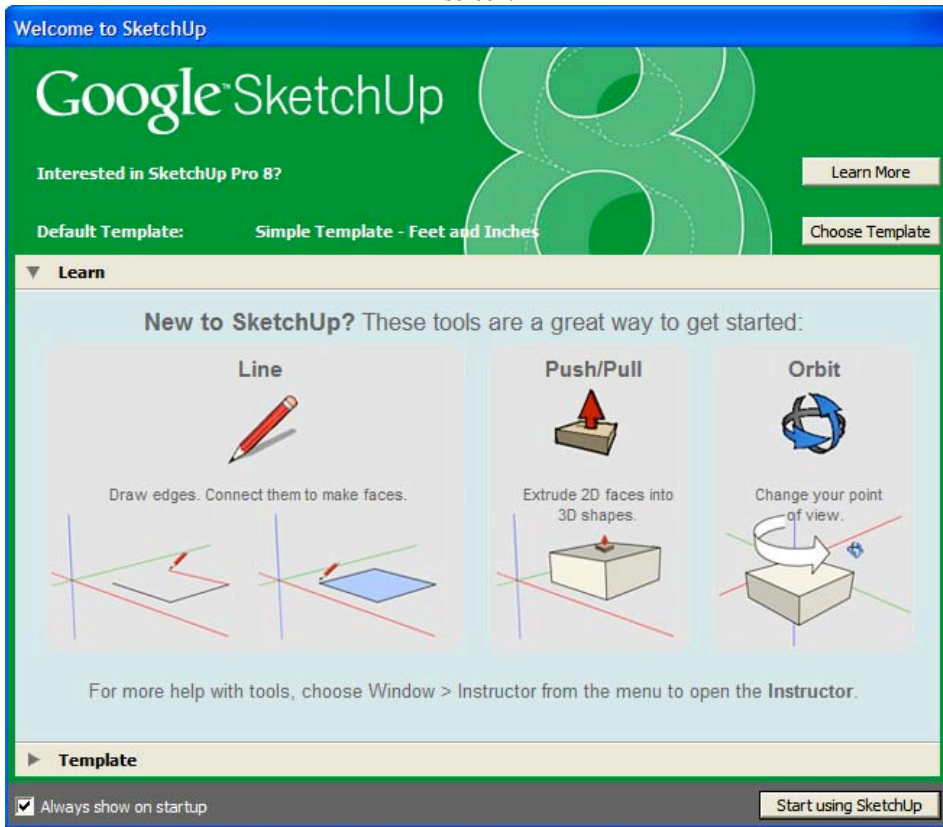 Welcome to SketchUp
Google™ SketchUp
8
Interested in SketchUp Pro 8?
Learn More
Default Template: Simple Template - Feet and Inches
Choose Template
Learn
New to SketchUp? These tools are a great way to get started:
Line
Draw edges. Connect them to make faces.
Push/Pull
Extrude 2D faces into
3D shapes.
Orbit
Change your point
of view.
For more help with tools, choose Window > Instructor from the menu to open the Instructor.
Template
Always show on startup
Start using SketchUp